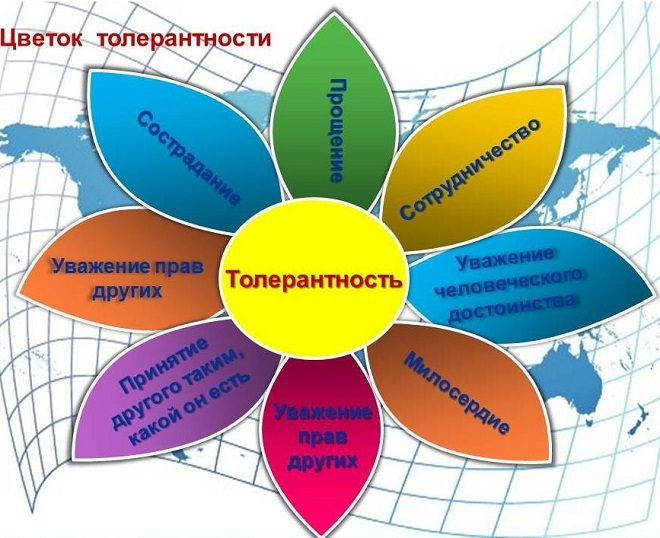 Цветок толерантности
Прощение
Сотрудничество
Уважение
человеческого
достоинства
Милосердие
Уважение
прав
других
Принятие
другого таким,
какой он есть
Уважение прав
других
Сострадание
Толерантность